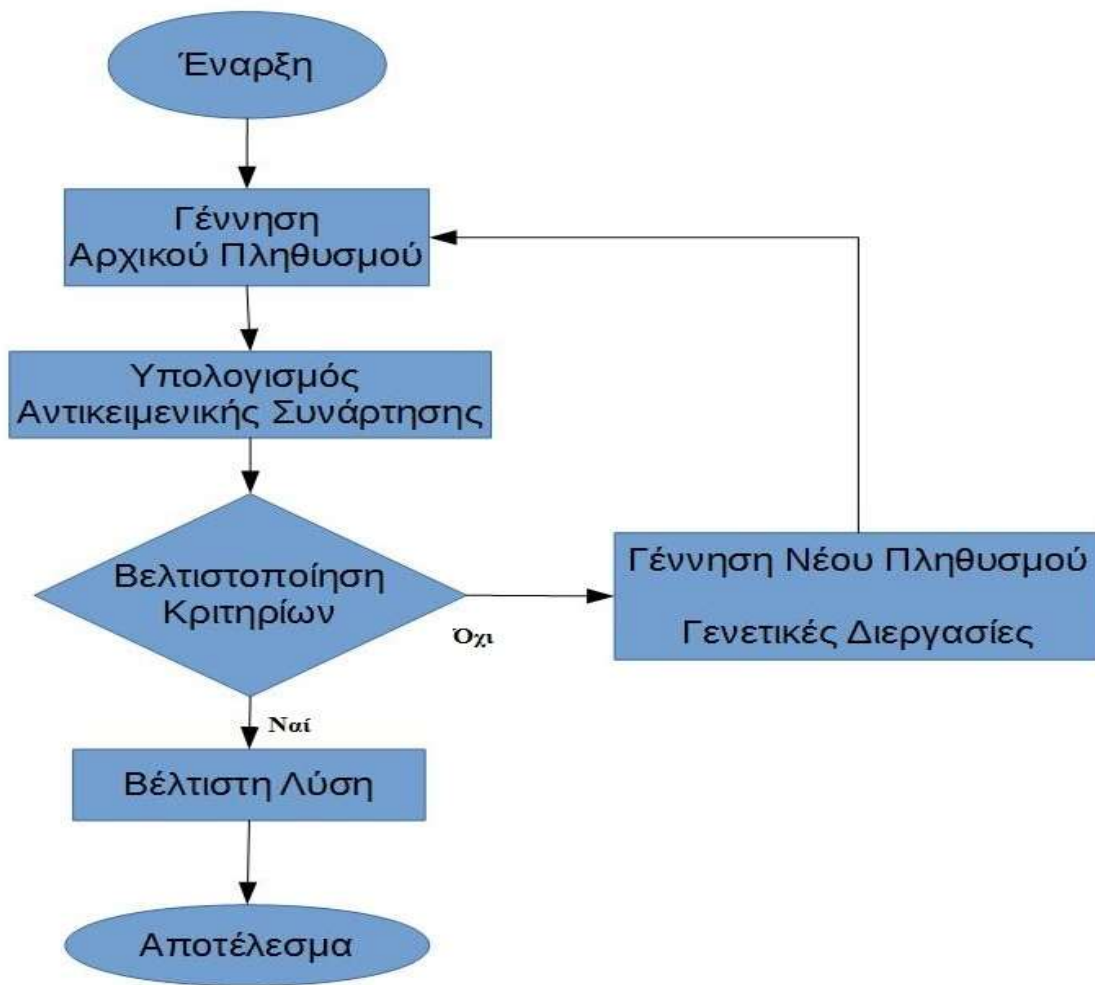 Έναρξη
Γέννηση
Αρχικού Πληθυσμού
Υπολογισμός
Αντικειμενικής Συνάρτησης
Βελτιστοποίηση
Κριτηρίων
Όχι
Γέννηση Νέου Πληθυσμού
Γενετικές Διεργασίες
Ναί
Βέλτιστη Λύση
Αποτέλεσμα